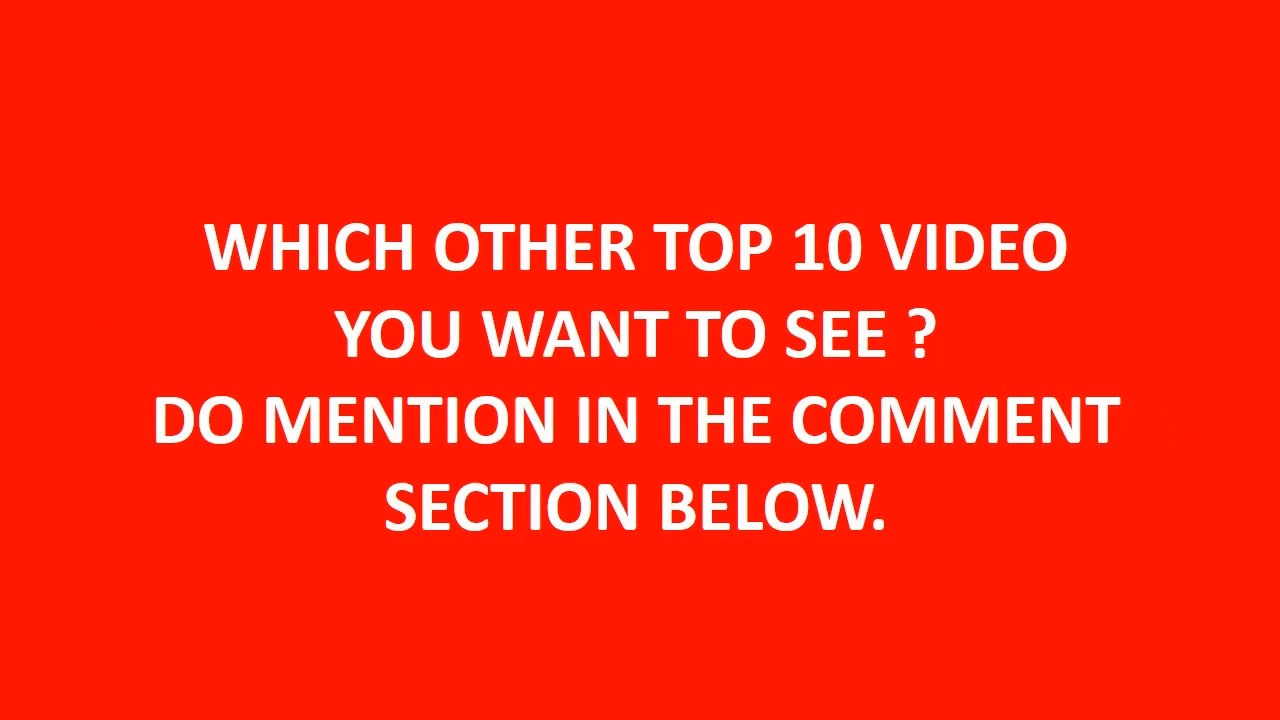 WHICH OTHER TOP 10 VIDEO
YOU WANT TO SEE ?
DO MENTION IN THE COMMENT
SECTION BELOW.